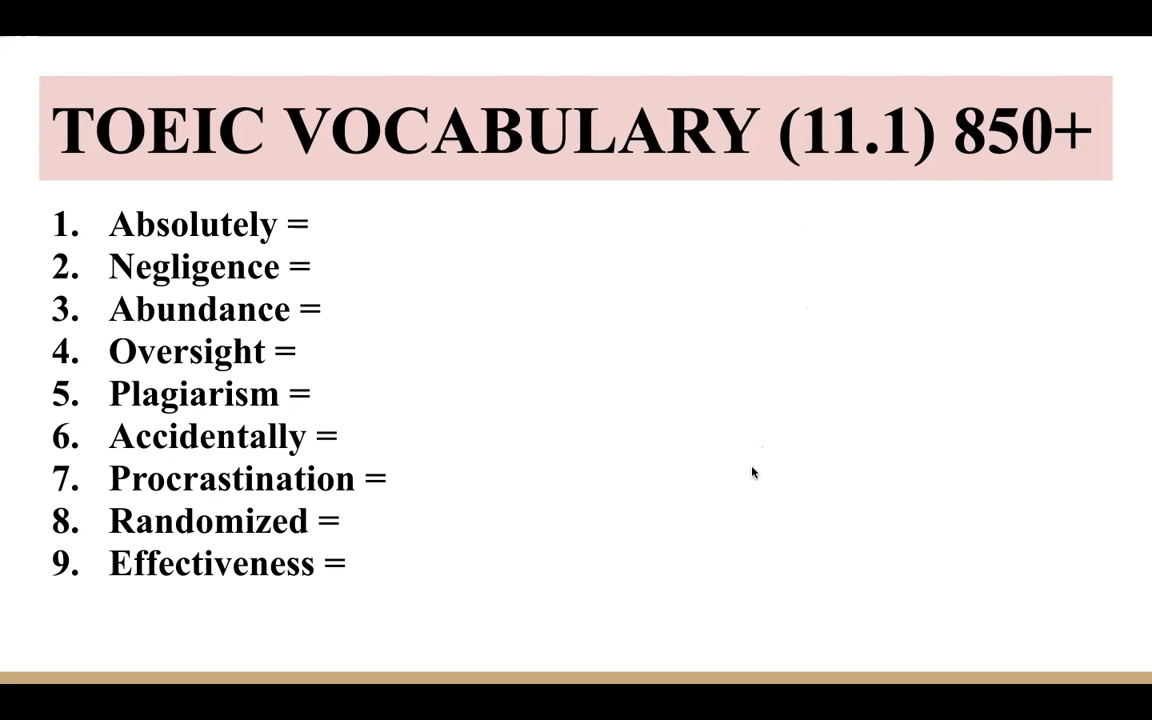 TOEIC VOCABULARY (11.1) 850+
1. Absolutely =
2. Negligence =
3. Abundance =
4. Oversight =
5. Plagiarism =
6. Accidentally =
7. Procrastination =
8. Randomized =
9. Effectiveness =